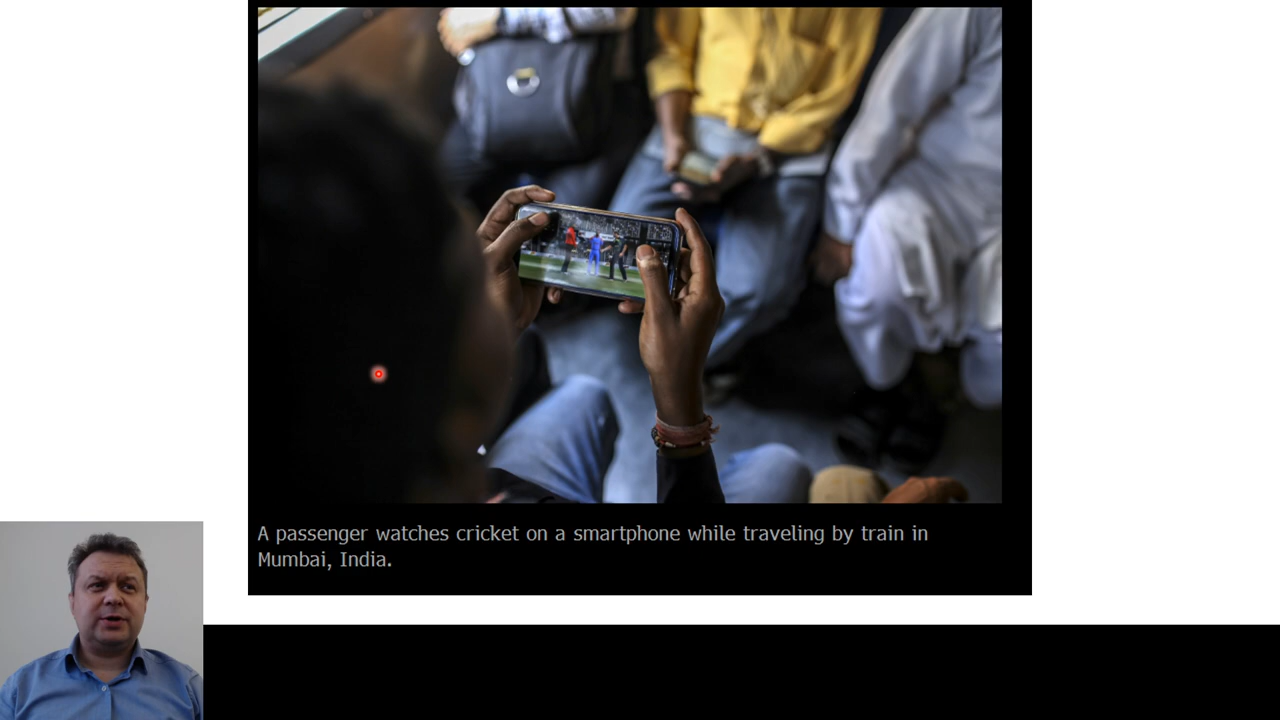 A passenger watches cricket on a smartphone while traveling by train in
Mumbai, India.